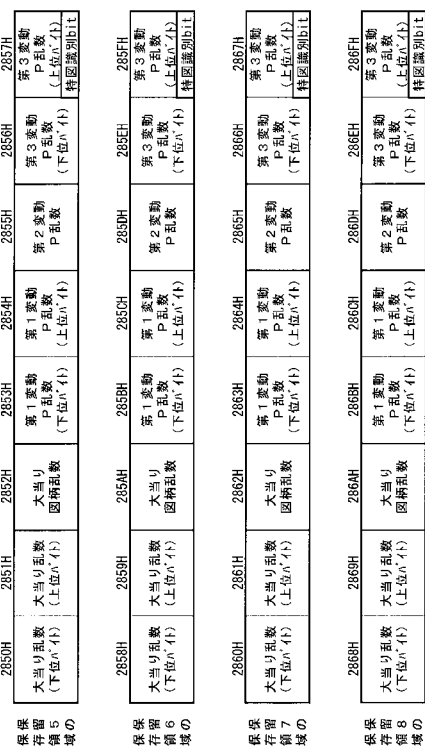 保留5の保存領域
2850H 2851H 2852H 2853H 2854H 2855H 2856H 2857H
大当り乱数(下位バイト) 大当り乱数(上位バイト) 大当り図柄乱数 第1変動P乱数(下位バイト) 第1変動P乱数(上位バイト) 第2変動P乱数 第3変動P乱数(下位バイト) 第3変動P乱数(上位バイト)
特図識別bit
保留6の保存領域
2858H 2859H 285AH 285BH 285CH 285DH 285EH 285FH
大当り乱数(下位バイト) 大当り乱数(上位バイト) 大当り図柄乱数 第1変動P乱数(下位バイト) 第1変動P乱数(上位バイト) 第2変動P乱数 第3変動P乱数(下位バイト) 第3変動P乱数(上位バイト)
特図識別bit
保留7の保存領域
2860H 2861H 2862H 2863H 2864H 2865H 2866H 2867H
大当り乱数(下位バイト) 大当り乱数(上位バイト) 大当り図柄乱数 第1変動P乱数(下位バイト) 第1変動P乱数(上位バイト) 第2変動P乱数 第3変動P乱数(下位バイト) 第3変動P乱数(上位バイト)
特図識別bit
保留8の保存領域
2868H 2869H 286AH 286BH 286CH 286DH 286EH 286FH
大当り乱数(下位バイト) 大当り乱数(上位バイト) 大当り図柄乱数 第1変動P乱数(下位バイト) 第1変動P乱数(上位バイト) 第2変動P乱数 第3変動P乱数(下位バイト) 第3変動P乱数(上位バイト)
特図識別bit